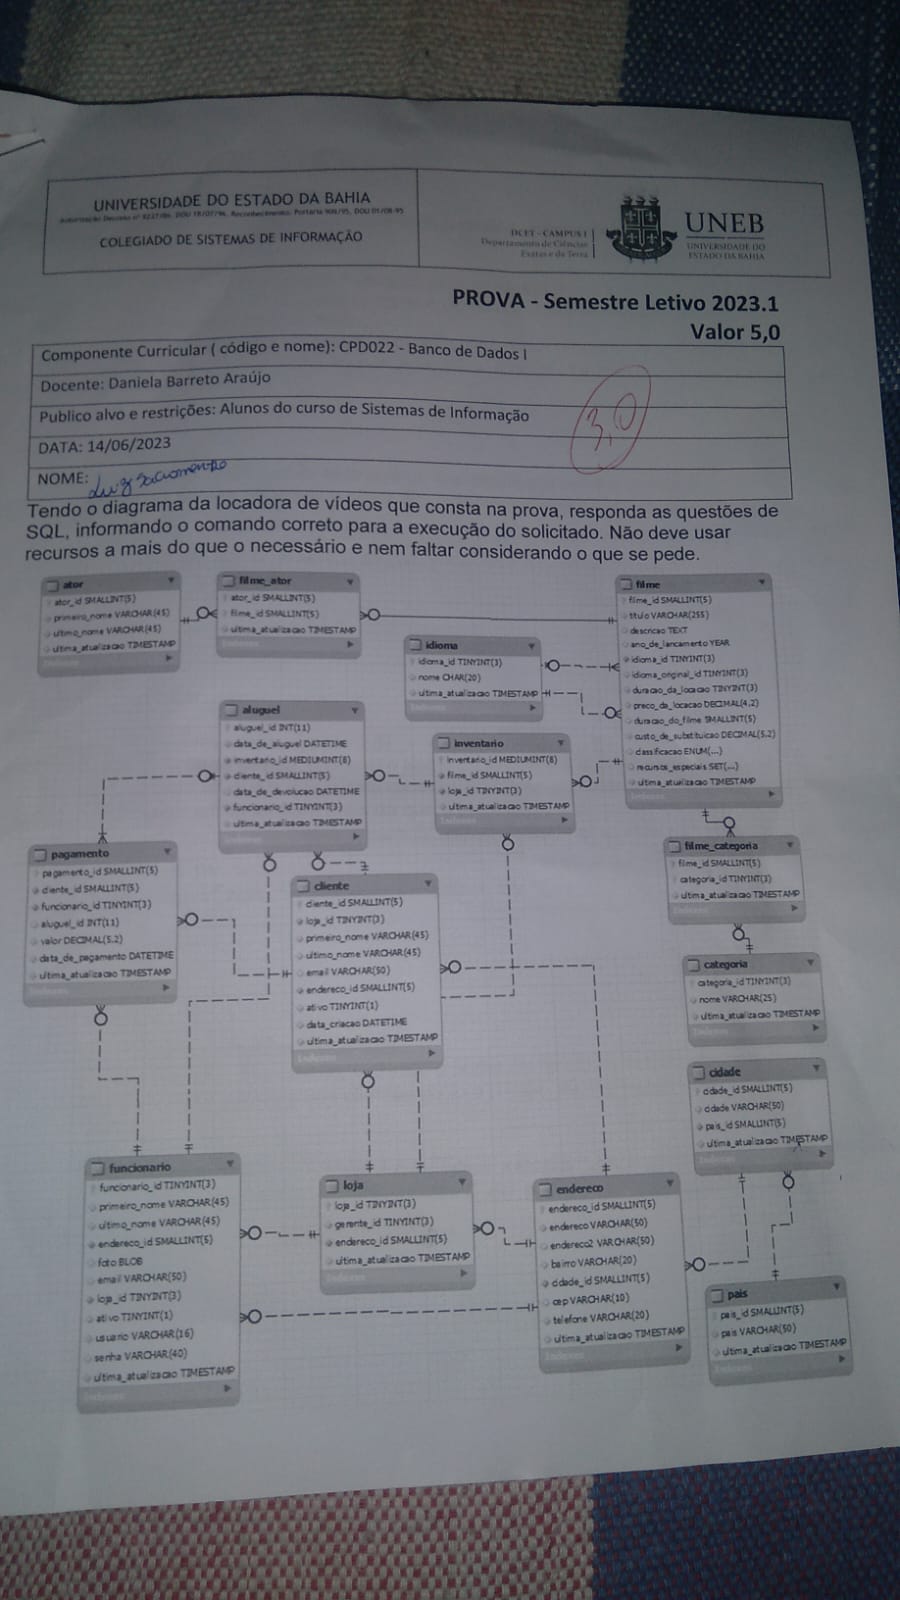 UNIVERSIDADE DO ESTADO DA BAHIA
COLEGIADO DE SISTEMAS DE INFORMAÇÃO
DCET - CAMPUS I
Departamento de Ciências
Exatas e da Terra
UNEB
UNIVERSIDADE DO
ESTADO DA BAHIA
PROVA - Semestre Letivo 2023.1
Valor 5,0
Componente Curricular ( código e nome): CPD022 - Banco de Dados I
Docente: Daniela Barreto Araújo
Publico alvo e restrições: Alunos do curso de Sistemas de Informação
3,0
DATA: 14/06/2023
NOME: Luiz Sacramento
Tendo o diagrama da locadora de vídeos que consta na prova, responda as questões de
SQL, informando o comando correto para a execução do solicitado. Não deve usar
recursos a mais do que o necessário e nem faltar considerando o que se pede.
ator
ator_id SMALLINT(5)
primeiro_nome VARCHAR(45)
ultimo_nome VARCHAR(45)
ultima_atualizacao TIMESTAMP
Indexes
filme_ator
ator_id SMALLINT(5)
filme_id SMALLINT(5)
ultima_atualizacao TIMESTAMP
Indexes
filme
filme_id SMALLINT(5)
titulo VARCHAR(255)
descricao TEXT
ano_de_lancamento YEAR
idioma_id TINYINT(3)
idioma_original_id TINYINT(3)
duracao_da_locacao TINYINT(3)
preco_da_locacao DECIMAL(4,2)
duracao_do_filme SMALLINT(5)
custo_de_substituicao DECIMAL(5,2)
classificacao ENUM(...)
recursos_especiais SET(...)
ultima_atualizacao TIMESTAMP
Indexes
idioma
idioma_id TINYINT(3)
nome CHAR(20)
ultima_atualizacao TIMESTAMP
Indexes
aluguel
aluguel_id INT(11)
data_de_aluguel DATETIME
inventario_id MEDIUMINT(8)
cliente_id SMALLINT(5)
data_de_devolucao DATETIME
funcionario_id TINYINT(3)
ultima_atualizacao TIMESTAMP
Indexes
inventario
inventario_id MEDIUMINT(8)
filme_id SMALLINT(5)
loja_id TINYINT(3)
ultima_atualizacao TIMESTAMP
Indexes
pagamento
pagamento_id SMALLINT(5)
cliente_id SMALLINT(5)
funcionario_id TINYINT(3)
aluguel_id INT(11)
valor DECIMAL(5,2)
data_de_pagamento DATETIME
ultima_atualizacao TIMESTAMP
Indexes
cliente
cliente_id SMALLINT(5)
loja_id TINYINT(3)
primeiro_nome VARCHAR(45)
ultimo_nome VARCHAR(45)
email VARCHAR(50)
endereco_id SMALLINT(5)
ativo TINYINT(1)
data_criacao DATETIME
ultima_atualizacao TIMESTAMP
Indexes
filme_categoria
filme_id SMALLINT(5)
categoria_id TINYINT(3)
ultima_atualizacao TIMESTAMP
Indexes
categoria
categoria_id TINYINT(3)
nome VARCHAR(25)
ultima_atualizacao TIMESTAMP
Indexes
cidade
cidade_id SMALLINT(5)
cidade VARCHAR(50)
pais_id SMALLINT(5)
ultima_atualizacao TIMESTAMP
Indexes
funcionario
funcionario_id TINYINT(3)
primeiro_nome VARCHAR(45)
ultimo_nome VARCHAR(45)
endereco_id SMALLINT(5)
foto BLOB
email VARCHAR(50)
loja_id TINYINT(3)
ativo TINYINT(1)
usuario VARCHAR(16)
senha VARCHAR(40)
ultima_atualizacao TIMESTAMP
Indexes
loja
loja_id TINYINT(3)
gerente_id TINYINT(3)
endereco_id SMALLINT(5)
ultima_atualizacao TIMESTAMP
Indexes
endereco
endereco_id SMALLINT(5)
endereco VARCHAR(50)
endereco2 VARCHAR(50)
bairro VARCHAR(20)
cidade_id SMALLINT(5)
cep VARCHAR(10)
telefone VARCHAR(20)
ultima_atualizacao TIMESTAMP
Indexes
pais
pais_id SMALLINT(5)
pais VARCHAR(50)
ultima_atualizacao TIMESTAMP
Indexes